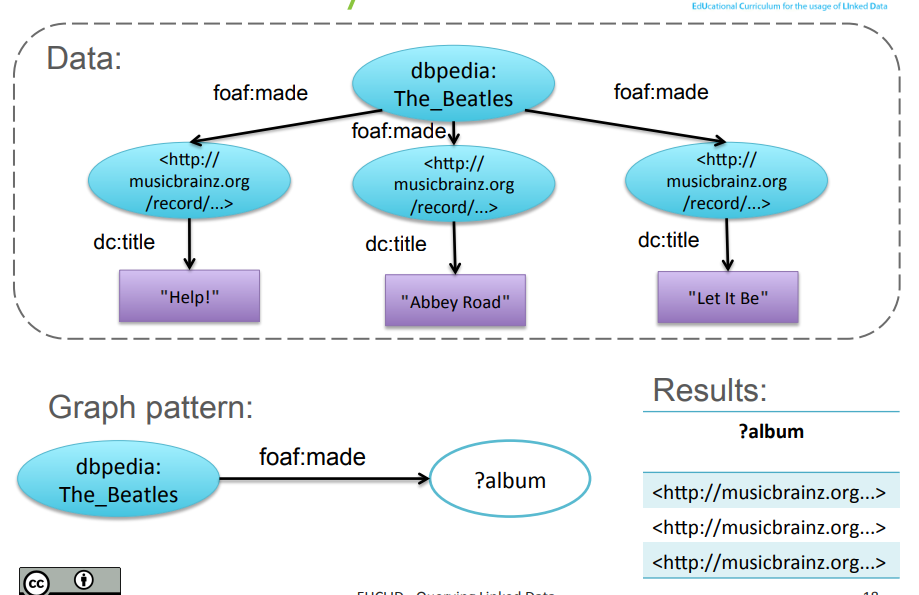 EdUcational Curriculum for the usage of LInked Data
Data:
dbpedia:
The_Beatles
foaf:made
foaf:made
foaf:made
<http://
musicbrainz.org
/record/...>
<http://
musicbrainz.org
/record/...>
<http://
musicbrainz.org
/record/...>
dc:title
dc:title
dc:title
"Help!"
"Abbey Road"
"Let It Be"
Graph pattern:
dbpedia:
The_Beatles
foaf:made
?album
Results:
?album
<http://musicbrainz.org...>
<http://musicbrainz.org...>
<http://musicbrainz.org...>
cc